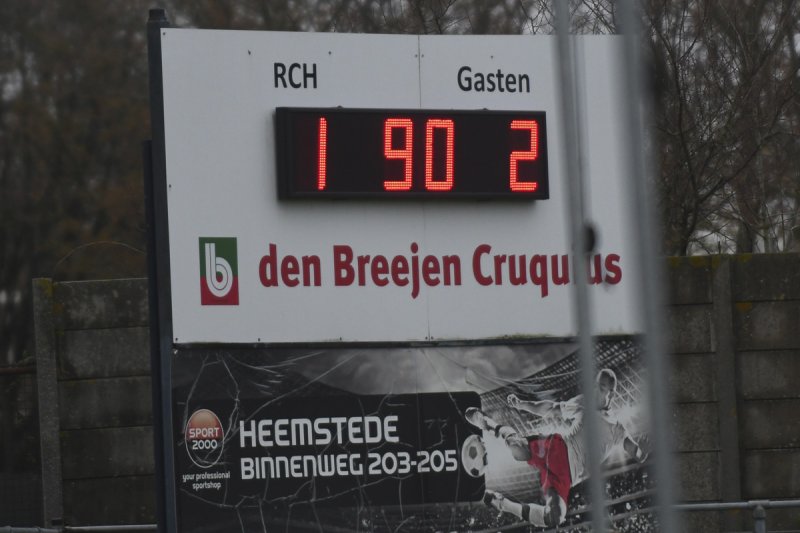 RCH Gasten
1 90 2
b den Breejen Cruquius
SPORT
2000
your professional
sportshop
HEEMSTEDE
BINNENWEG 203-205